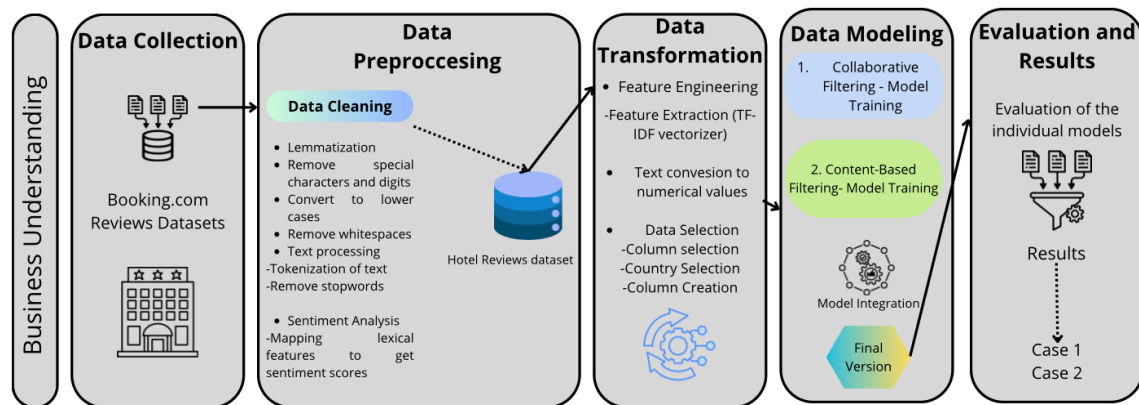 Business Understanding
Data Collection
Booking.com
Reviews Datasets
Data
Preproccesing
Data Cleaning
• Lemmatization
• Remove special
characters and digits
• Convert to lower
cases
• Remove whitespaces
• Text processing
-Tokenization of text
-Remove stopwords
• Sentiment Analysis
-Mapping lexical
features to get
sentiment scores
Hotel Reviews dataset
Data
Transformation
• Feature Engineering
-Feature Extraction (TF-
IDF vectorizer)
• Text convesion to
numerical values
• Data Selection
-Column selection
-Country Selection
-Column Creation
Data Modeling
1. Collaborative
Filtering - Model
Training
2. Content-Based
Filtering- Model Training
Model Integration
Final
Version
Evaluation and
Results
Evaluation of the
individual models
Results
Case 1
Case 2